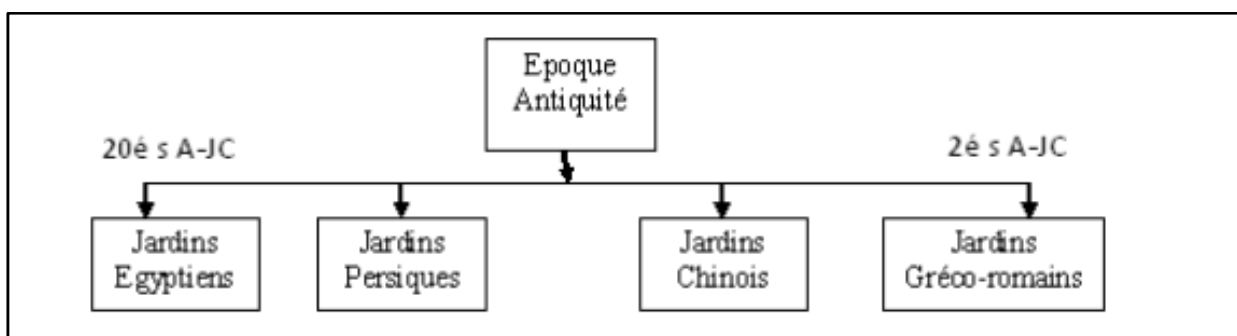 Epoque
Antiquité
20é s A-JC
2é s A-JC
Jardins
Egyptiens
Jardins
Persiques
Jardins
Chinois
Jardins
Gréco-romains